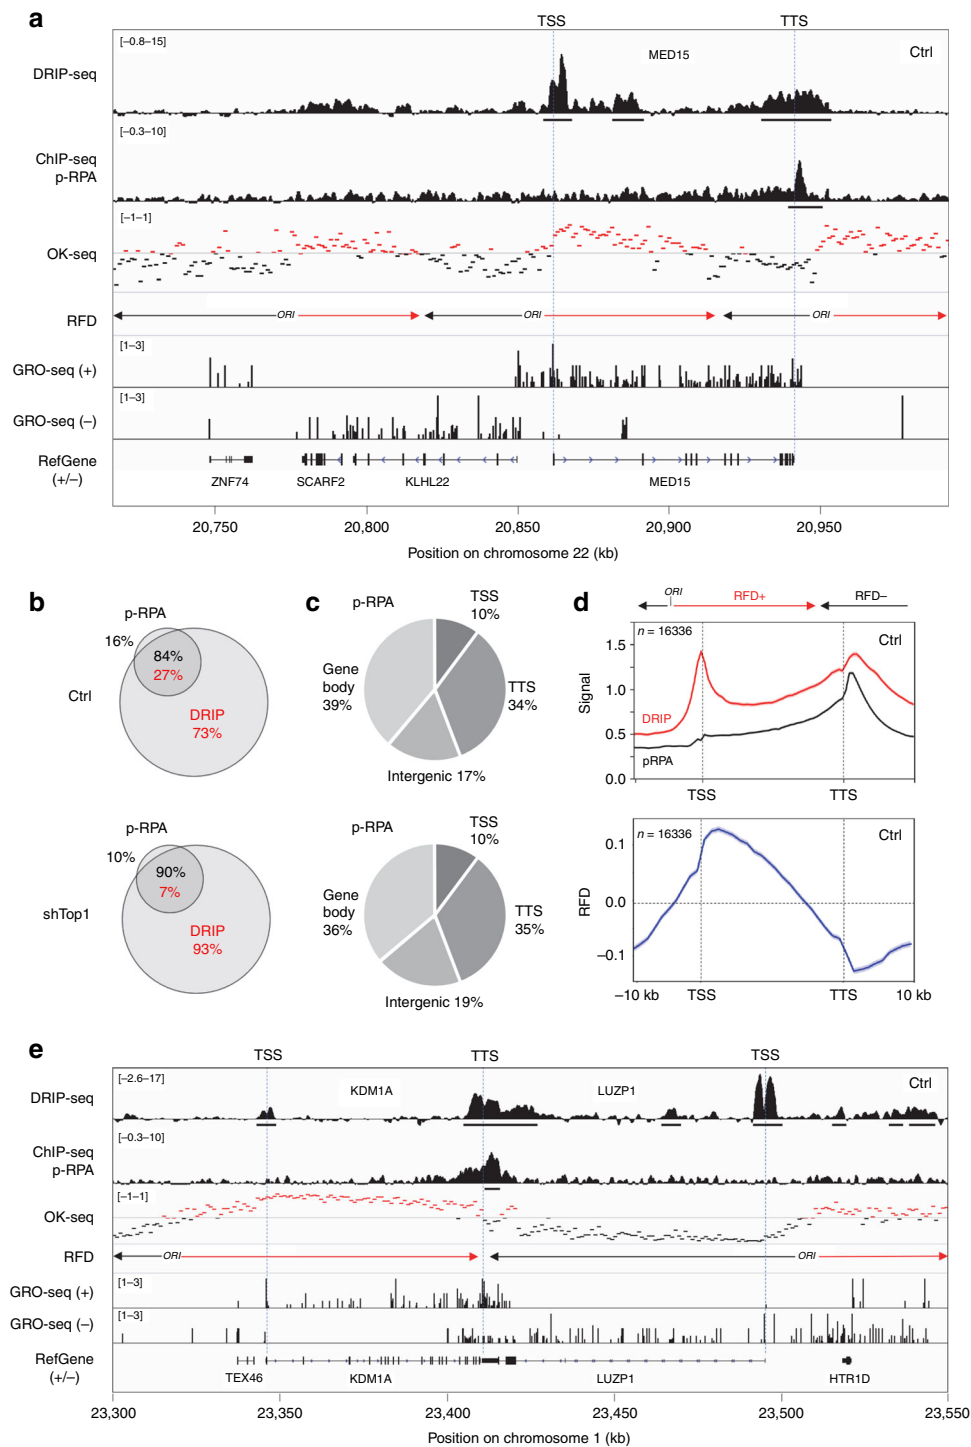 a
TSS
TTS
[−0.8–15]
MED15
Ctrl
DRIP-seq
[−0.3–10]
ChIP-seq
p-RPA
[−1–1]
OK-seq
RFD
ORI
ORI
ORI
[1–3]
GRO-seq (+)
[1–3]
GRO-seq (−)
RefGene
(+/−)
ZNF74
SCARF2
KLHL22
MED15
20,750
20,800
20,850
20,900
20,950
Position on chromosome 22 (kb)
b
p-RPA
16%
84%
27%
Ctrl
DRIP
73%
p-RPA
10%
90%
7%
shTop1
DRIP
93%
c
p-RPA
TSS
10%
Gene
body
39%
TTS
34%
Intergenic 17%
p-RPA
TSS
10%
Gene
body
36%
TTS
35%
Intergenic 19%
d
ORI
RFD+
RFD−
n = 16336
Ctrl
1.5
1.0
0.5
0.0
Signal
DRIP
pRPA
TSS
TTS
n = 16336
Ctrl
0.1
0.0
−0.1
RFD
−10 kb
TSS
TTS
10 kb
e
TSS
TTS
TSS
[−2.6–17]
KDM1A
LUZP1
Ctrl
DRIP-seq
[−0.3–10]
ChIP-seq
p-RPA
[−1–1]
OK-seq
RFD
ORI
ORI
[1–3]
GRO-seq (+)
[1–3]
GRO-seq (−)
RefGene
(+/−)
TEX46
KDM1A
LUZP1
HTR1D
23,300
23,350
23,400
23,450
23,500
23,550
Position on chromosome 1 (kb)